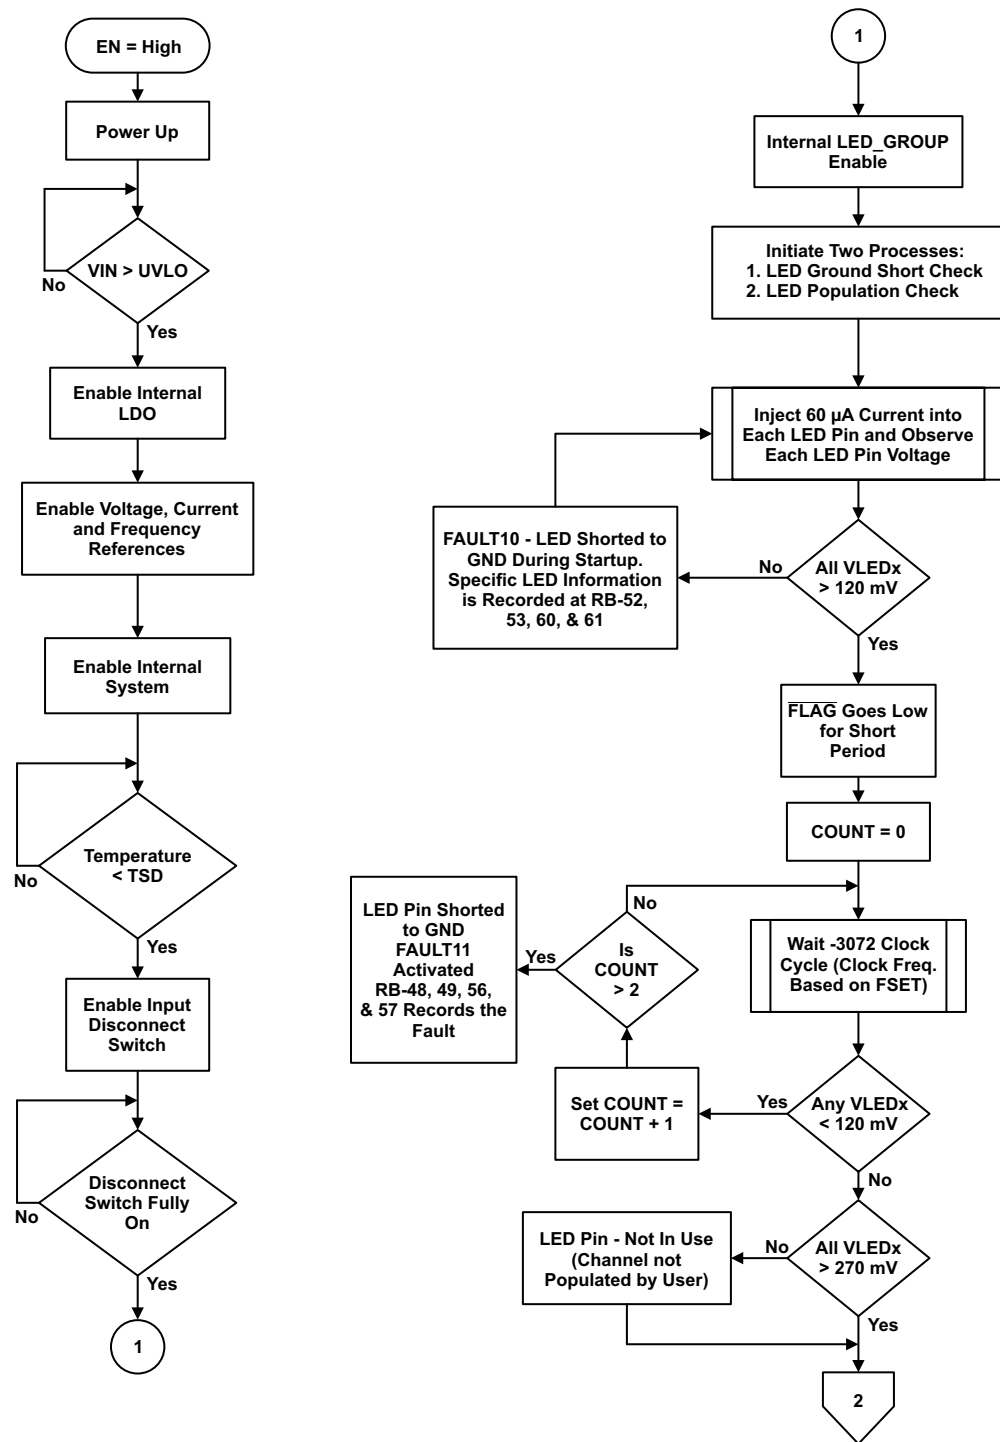 EN = High
Power Up
VIN > UVLO
No
Yes
Enable Internal
LDO
Enable Voltage, Current
and Frequency
References
Enable Internal
System
Temperature
< TSD
No
Yes
Enable Input
Disconnect
Switch
Disconnect
Switch Fully
On
No
Yes
1
1
Internal LED_GROUP
Enable
Initiate Two Processes:
1. LED Ground Short Check
2. LED Population Check
Inject 60 µA Current into
Each LED Pin and Observe
Each LED Pin Voltage
All VLEDx
> 120 mV
No
FAULT10 - LED Shorted to
GND During Startup.
Specific LED Information
is Recorded at RB-52,
53, 60, & 61
Yes
FLAG Goes Low
for Short
Period
COUNT = 0
Wait -3072 Clock
Cycle (Clock Freq.
Based on FSET)
Any VLEDx
< 120 mV
Yes
Set COUNT =
COUNT + 1
Is
COUNT
> 2
No
Yes
LED Pin Shorted
to GND
FAULT11
Activated
RB-48, 49, 56,
& 57 Records the
Fault
No
All VLEDx
> 270 mV
No
LED Pin - Not In Use
(Channel not
Populated by User)
Yes
2